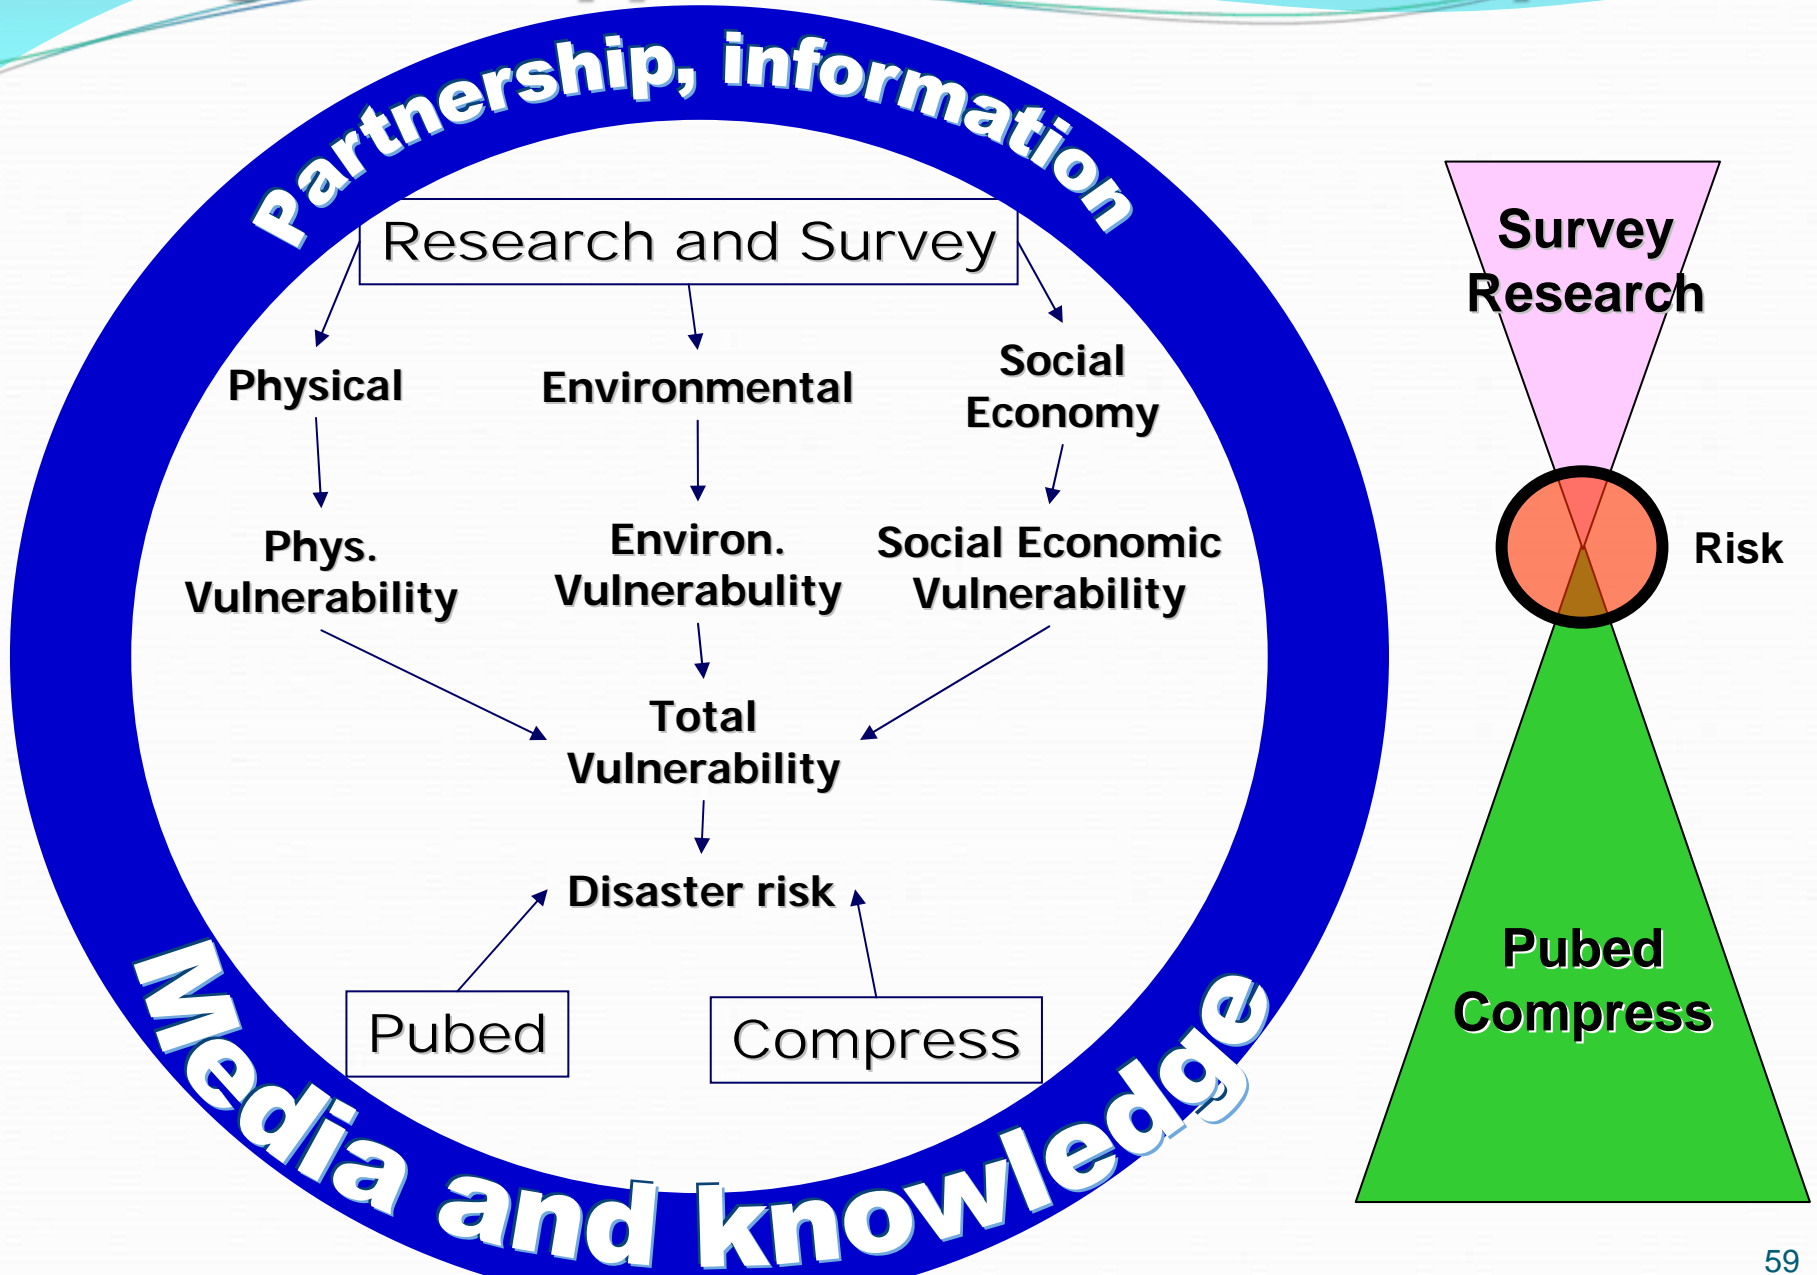 Partnership, information
Research and Survey
Physical
Environmental
Social
Economy
Phys.
Vulnerability
Environ.
Vulnerabulity
Social Economic
Vulnerability
Total
Vulnerability
Disaster risk
Pubed
Compress
Media and knowledge
Survey
Research
Risk
Pubed
Compress
59